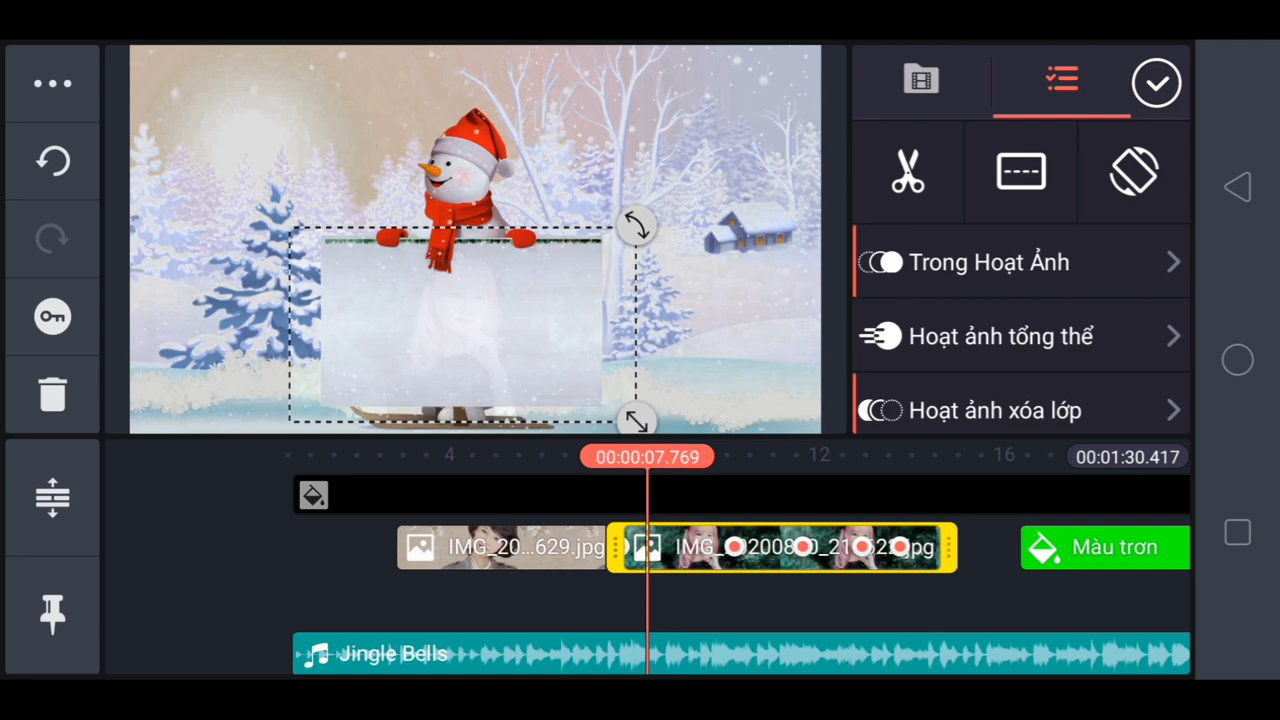 Trong Hoạt Ảnh
Hoạt ảnh tổng thể
Hoạt ảnh xóa lớp
4
00:00:07.769
12
16
00:01:30.417
IMG_20...629.jpg
Màu trơn
Jingle Bells